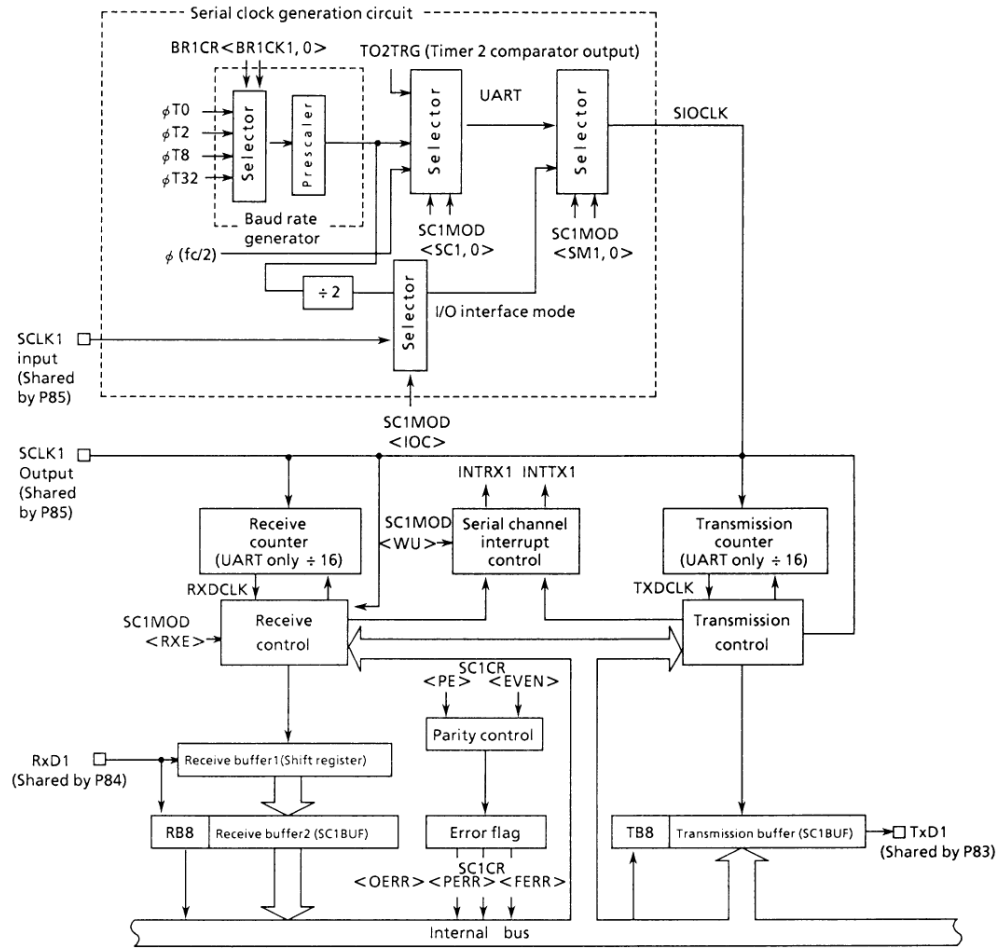 Serial clock generation circuit
BR1CR<BR1CK1, 0>
TO2TRG (Timer 2 comparator output)
UART
SIOCLK
φT0
φT2
φT8
φT32
Selector
Prescaler
Selector
Selector
Baud rate
generator
SC1MOD
<SC1, 0>
SC1MOD
<SM1, 0>
φ (fc/2)
÷ 2
Selector
I/O interface mode
SCLK1
input
(Shared
by P85)
SC1MOD
<IOC>
SCLK1
Output
(Shared
by P85)
INTRX1 INTTX1
Receive
counter
(UART only ÷ 16)
SC1MOD
<WU>
Serial channel
interrupt
control
Transmission
counter
(UART only ÷ 16)
RXDCLK
TXDCLK
SC1MOD
<RXE>
Receive
control
Transmission
control
SC1CR
<PE> <EVEN>
Parity control
RxD1
(Shared by P84)
Receive buffer1(Shift register)
RB8
Receive buffer2 (SC1BUF)
Error flag
SC1CR
<OERR> <PERR> <FERR>
TB8
Transmission buffer (SC1BUF)
TxD1
(Shared by P83)
Internal bus